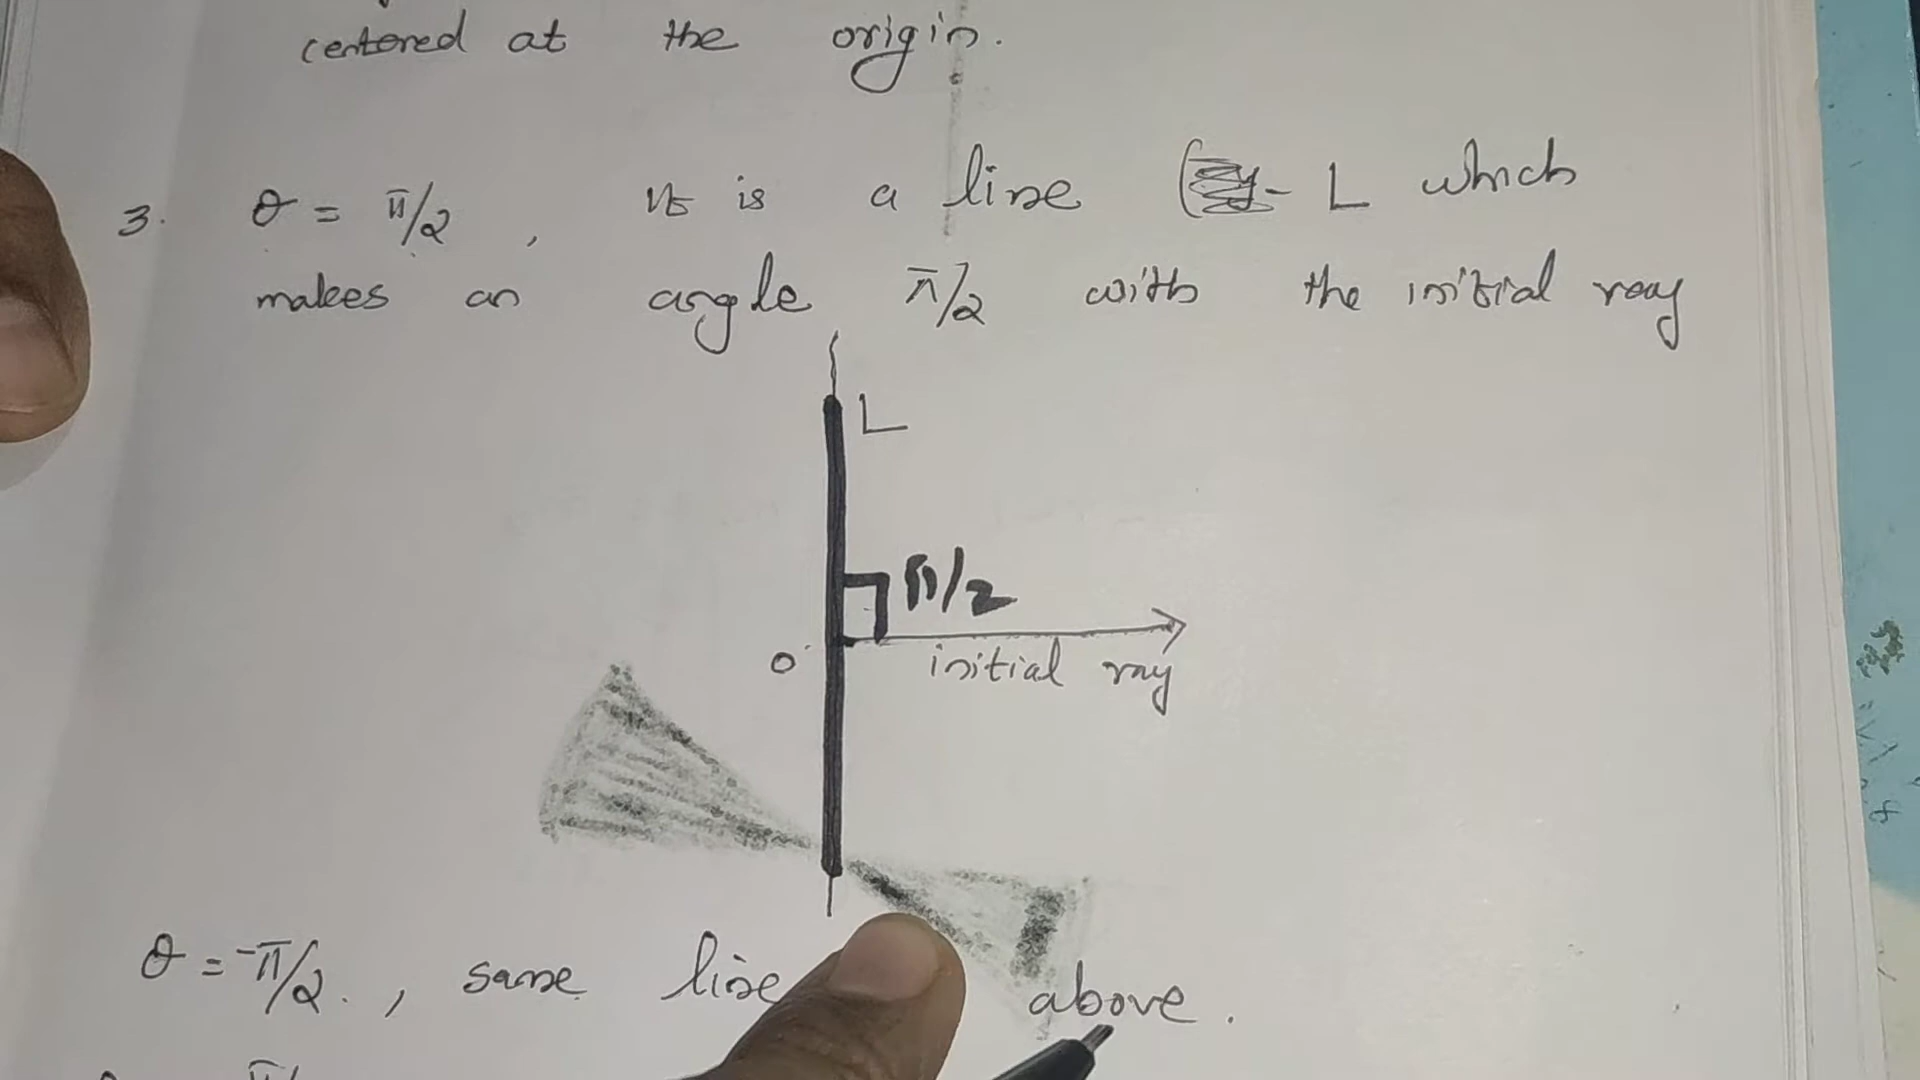 centered at the origin.
3. θ = π/2, it is a line ( L which
makes an angle π/2 with the initial ray
L
π/2
O
initial ray
θ = -π/2., same line above.
π/